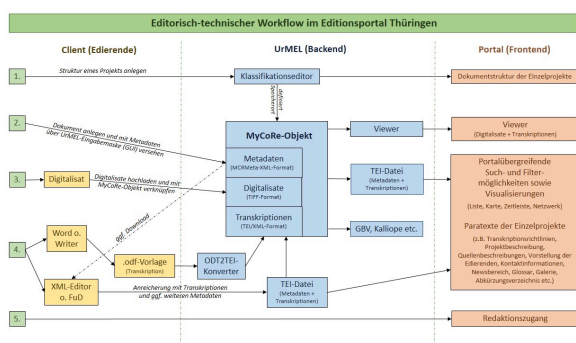 Editorisch-technischer Workflow in Editionsportal Thüringen
Client (Edierende)
UrMEL (Backend)
Portal (Frontend)
1.
Struktur eines Projekts anlegen
Klassifikationseditor
Dokumentstruktur der Einzelprojekte
definiert
Speicherort
2.
Dokument anlegen und mit Metadaten
über UrMEL-Eingabemaske (GUI) versehen
MyCoRe-Objekt
Metadaten
(MCRMeta-XML-Format)
Digitalisate
(TIFF-Format)
Transkriptionen
(TEI/XML-Format)
Viewer
Viewer
(Digitalisate + Transkriptionen)
3.
Digitalisat
Digitalisate hochladen und mit
MyCoRe-Objekt verknüpfen
TEI-Datei
(Metadaten +
Transkriptionen)
GBV, Kalliope etc.
Portalübergreifende
Such- und Filter-
möglichkeiten sowie
Visualisierungen
(Liste, Karte, Zeitleiste, Netzwerk)
Paratexte der Einzelprojekte
(z.B. Transkriptionsrichtlinien,
Projektbeschreibung,
Quellenbeschreibungen, Vorstellung der
Edierenden, Kontaktinformationen,
Newsbereich, Glossar, Galerie,
Abkürzungsverzeichnis etc.)
ggf. Download
4.
Word o.
Writer
.odf-Vorlage
(Transkription)
ODT2TEI-
Konverter
XML-Editor
o. FuD
Anreicherung mit Transkriptionen
und ggf. weiteren Metadaten
TEI-Datei
(Metadaten +
Transkriptionen)
5.
Redaktionszugang